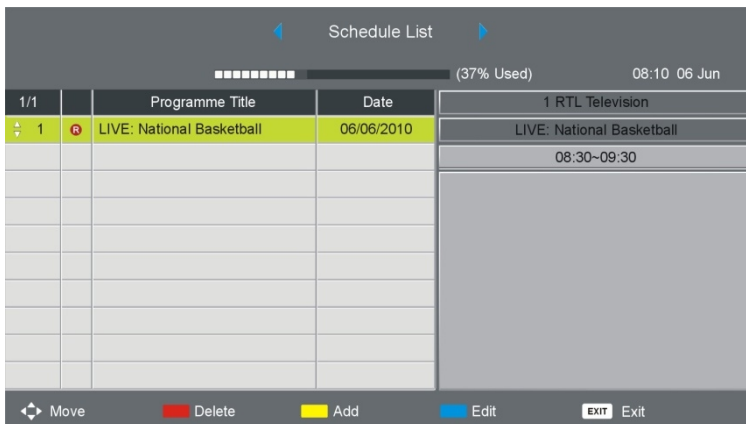 Schedule List
(37% Used) 08:10 06 Jun
1/1 Programme Title Date 1 RTL Television
1 R LIVE: National Basketball 06/06/2010 LIVE: National Basketball
08:30~09:30
Move Delete Add Edit EXIT Exit